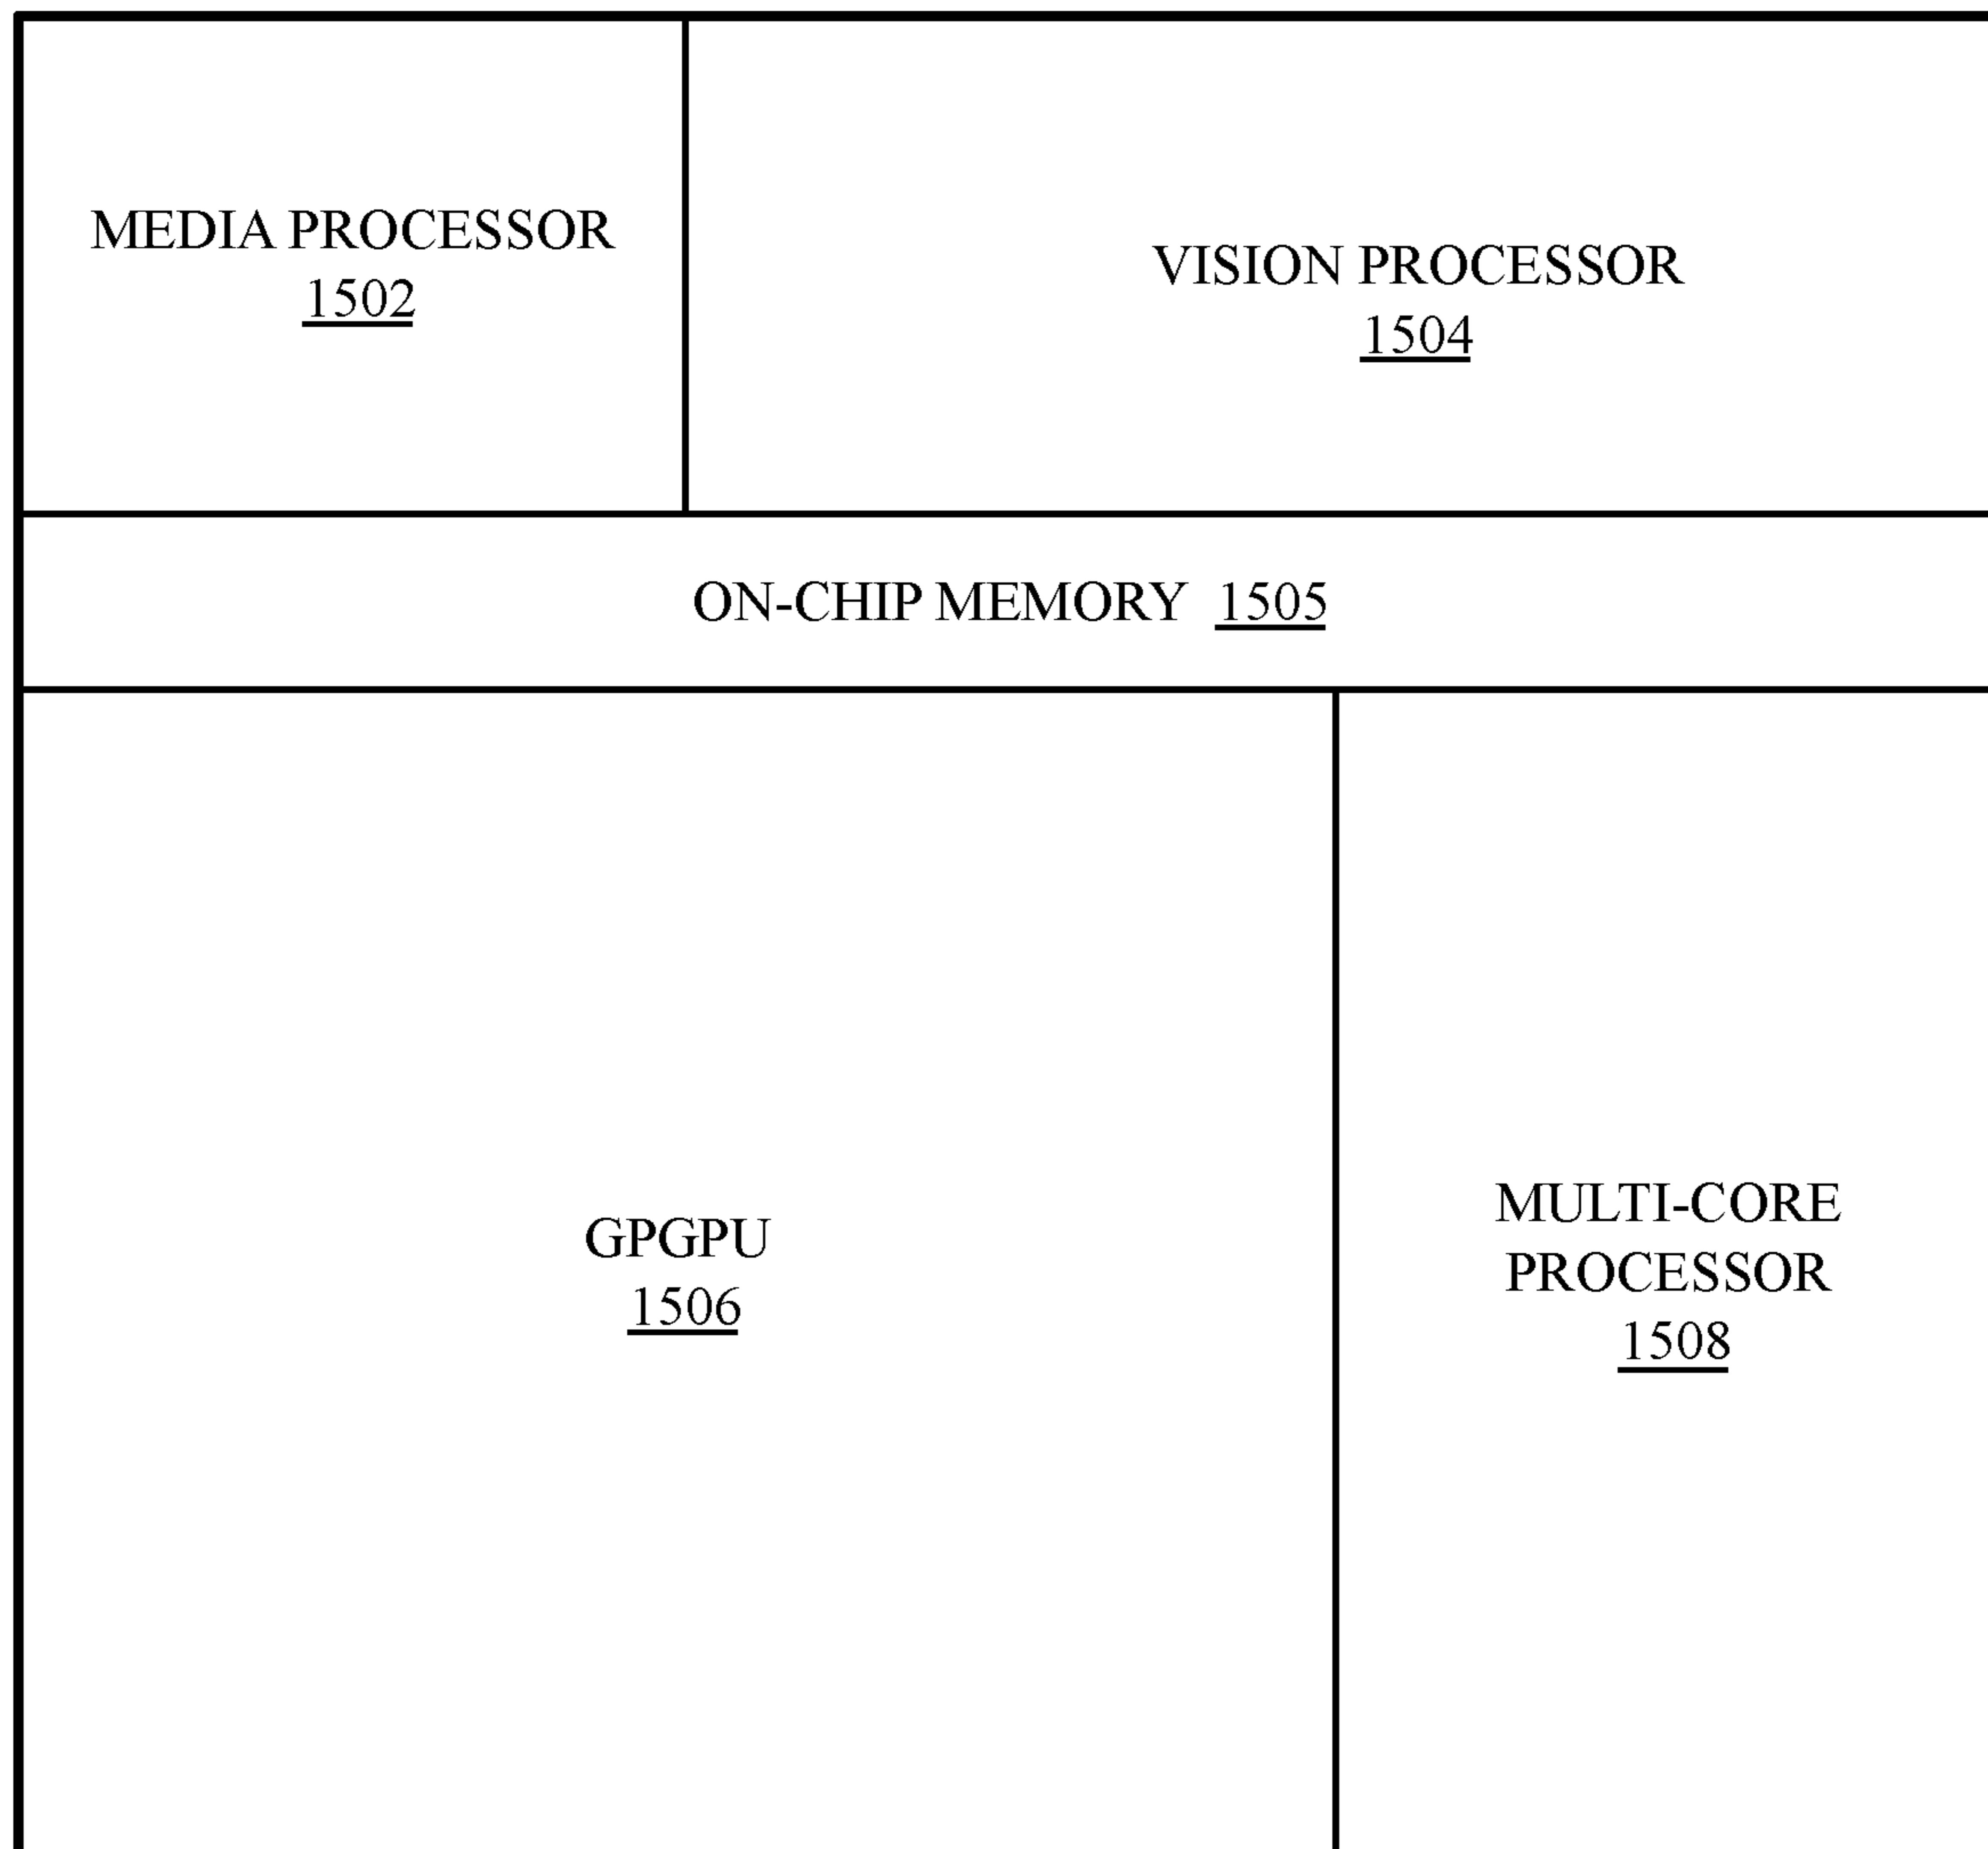 MEDIA PROCESSOR
1502
VISION PROCESSOR
1504
ON-CHIP MEMORY 1505
GPGPU
1506
MULTI-CORE
PROCESSOR
1508